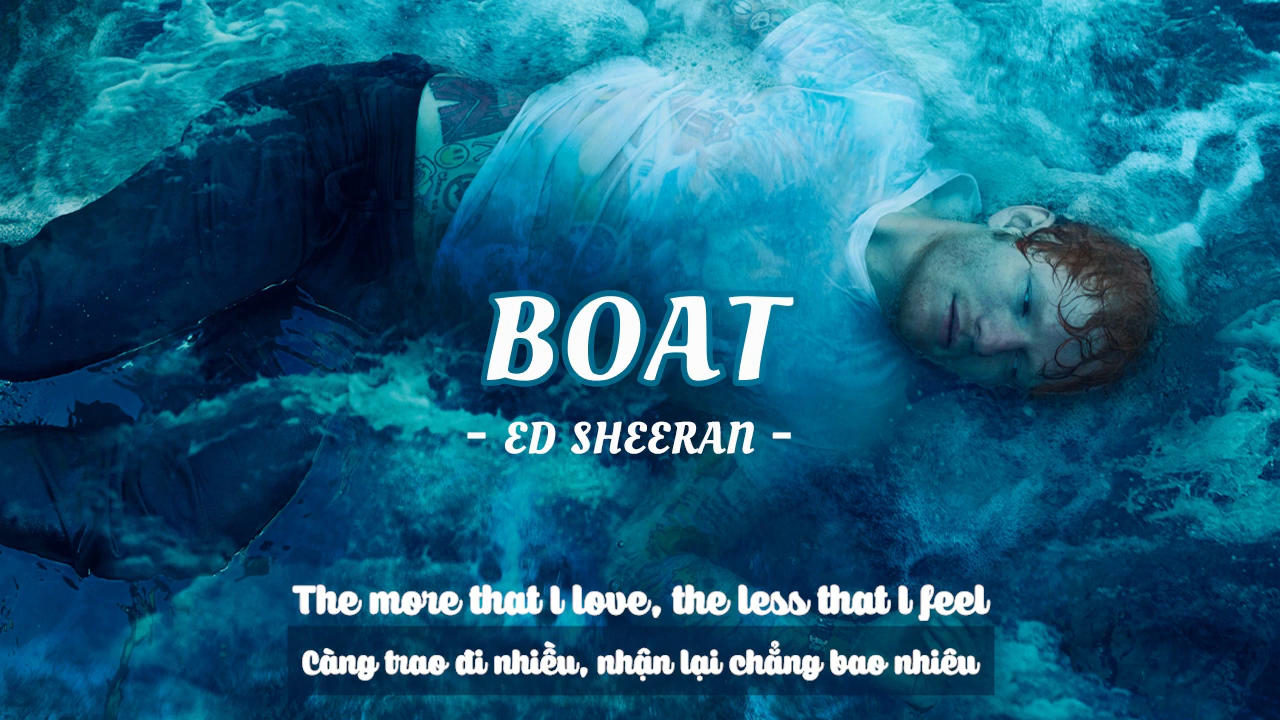 BOAT
- ED SHEERAN -
The more that I love, the less that I feel
Càng trao đi nhiều, nhận lại chẳng bao nhiêu